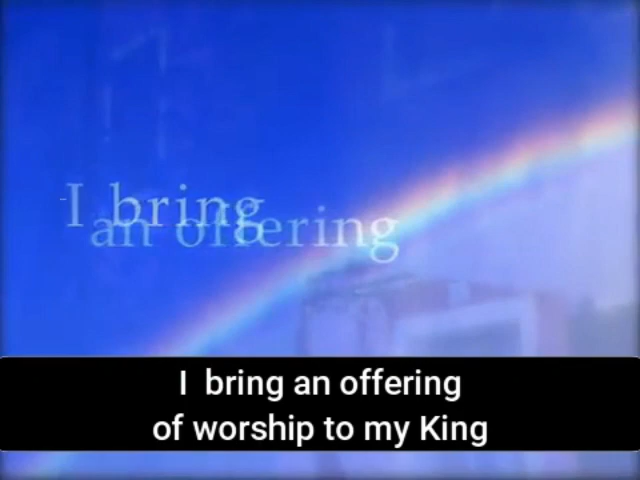 I bring
an offering
I bring an offering
of worship to my King